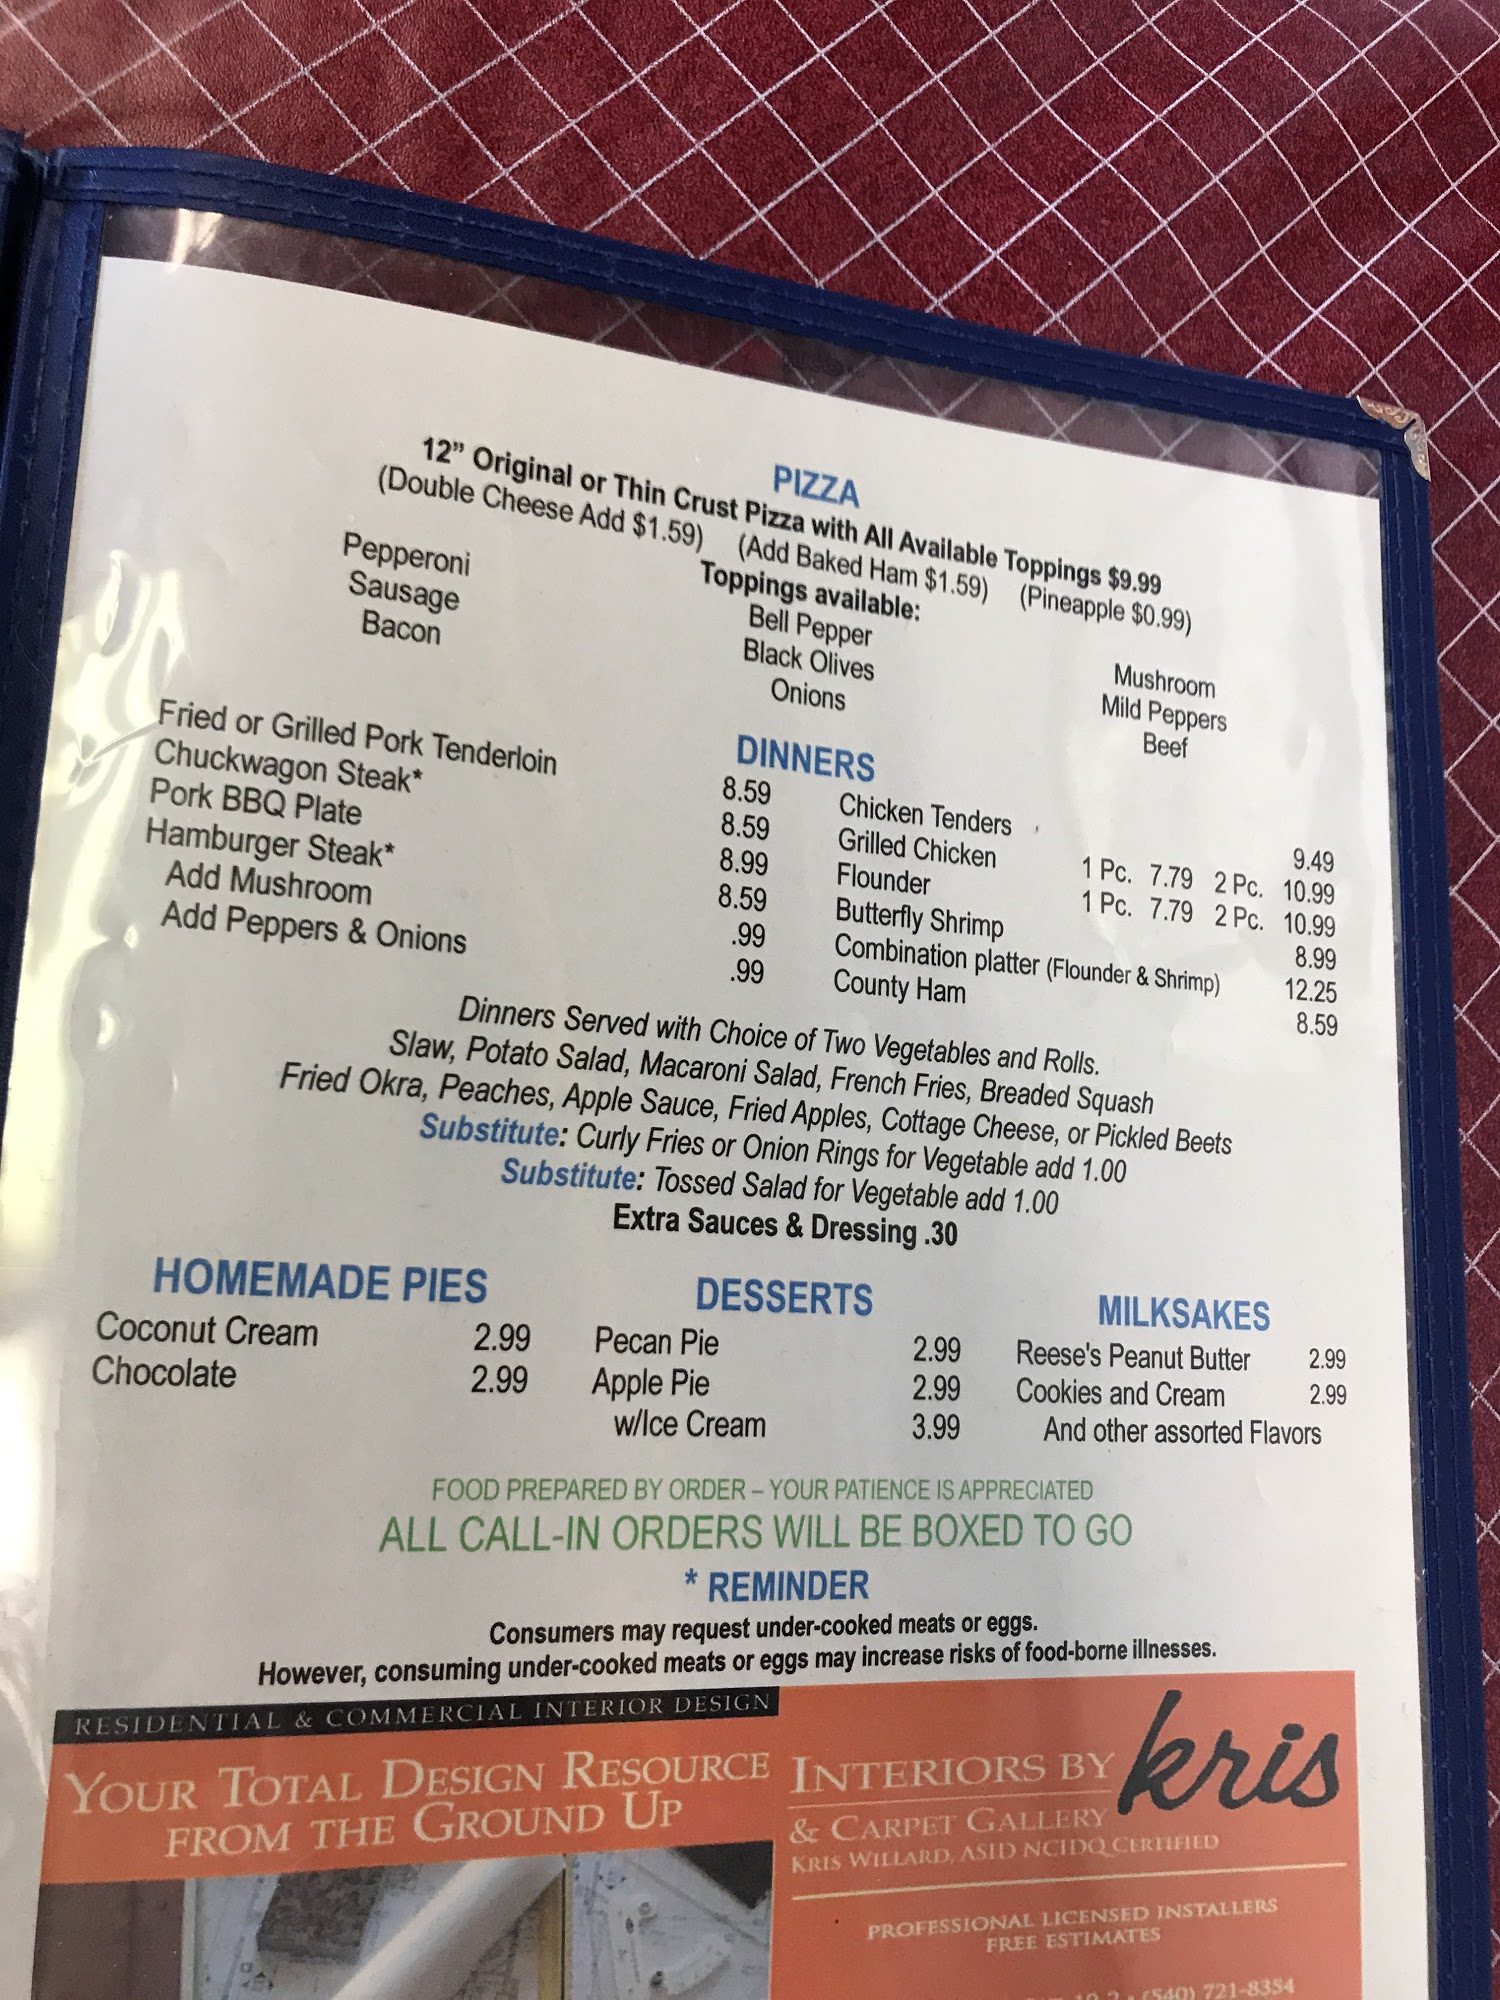 PIZZA
12" Original or Thin Crust Pizza with All Available Toppings $9.99
(Double Cheese Add $1.59) (Add Baked Ham $1.59) (Pineapple $0.99)
Toppings available:
Pepperoni Bell Pepper Mushroom
Sausage Black Olives Mild Peppers
Bacon Onions Beef
DINNERS
Fried or Grilled Pork Tenderloin 8.59
Chuckwagon Steak* 8.59
Pork BBQ Plate 8.99
Hamburger Steak* 8.59
Add Mushroom .99
Add Peppers & Onions .99
Chicken Tenders 9.49
Grilled Chicken 1 Pc. 7.79 2 Pc. 10.99
Flounder 1 Pc. 7.79 2 Pc. 10.99
Butterfly Shrimp 8.99
Combination platter (Flounder & Shrimp) 12.25
County Ham 8.59
Dinners Served with Choice of Two Vegetables and Rolls.
Slaw, Potato Salad, Macaroni Salad, French Fries, Breaded Squash
Fried Okra, Peaches, Apple Sauce, Fried Apples, Cottage Cheese, or Pickled Beets
Substitute: Curly Fries or Onion Rings for Vegetable add 1.00
Substitute: Tossed Salad for Vegetable add 1.00
Extra Sauces & Dressing .30
HOMEMADE PIES
Coconut Cream 2.99
Chocolate 2.99
DESSERTS
Pecan Pie 2.99
Apple Pie 2.99
w/Ice Cream 3.99
MILKSAKES
Reese's Peanut Butter 2.99
Cookies and Cream 2.99
And other assorted Flavors
FOOD PREPARED BY ORDER – YOUR PATIENCE IS APPRECIATED
ALL CALL-IN ORDERS WILL BE BOXED TO GO
* REMINDER
Consumers may request under-cooked meats or eggs.
However, consuming under-cooked meats or eggs may increase risks of food-borne illnesses.
RESIDENTIAL & COMMERCIAL INTERIOR DESIGN
YOUR TOTAL DESIGN RESOURCE
FROM THE GROUND UP
INTERIORS BY kris
& CARPET GALLERY
KRIS WILLARD, ASID NCIDQ CERTIFIED
PROFESSIONAL LICENSED INSTALLERS
FREE ESTIMATES
(540) 721-8354